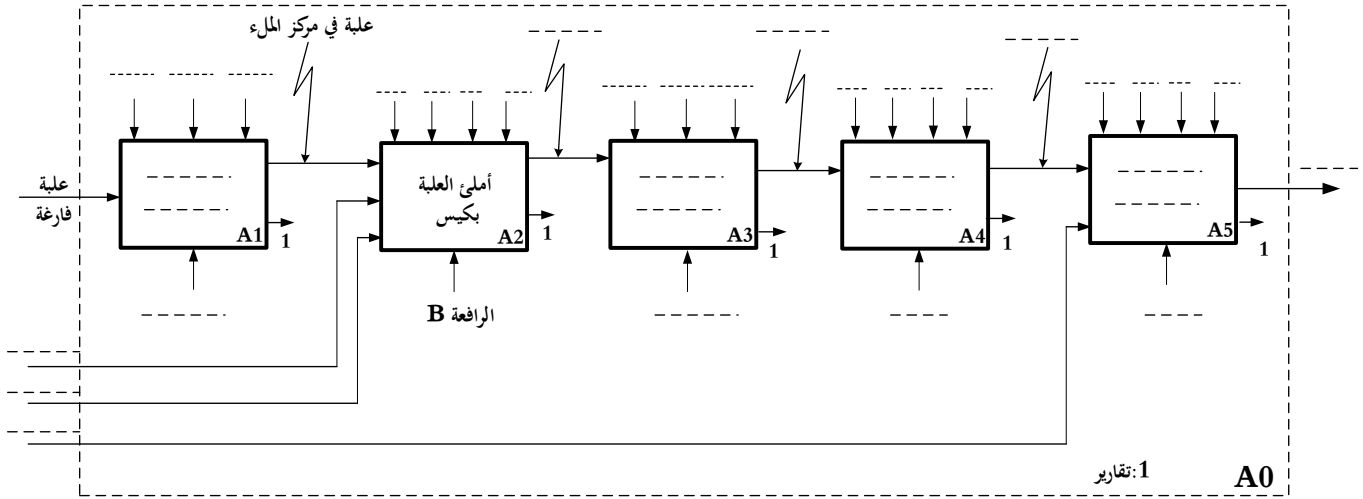 علبة في مركز الملء
علبة
فارغة
A1
1
أملئ العلبة
بكيس
A2
1
الرافعة B
A3
1
A4
1
A5
1
1:تقارير
A0